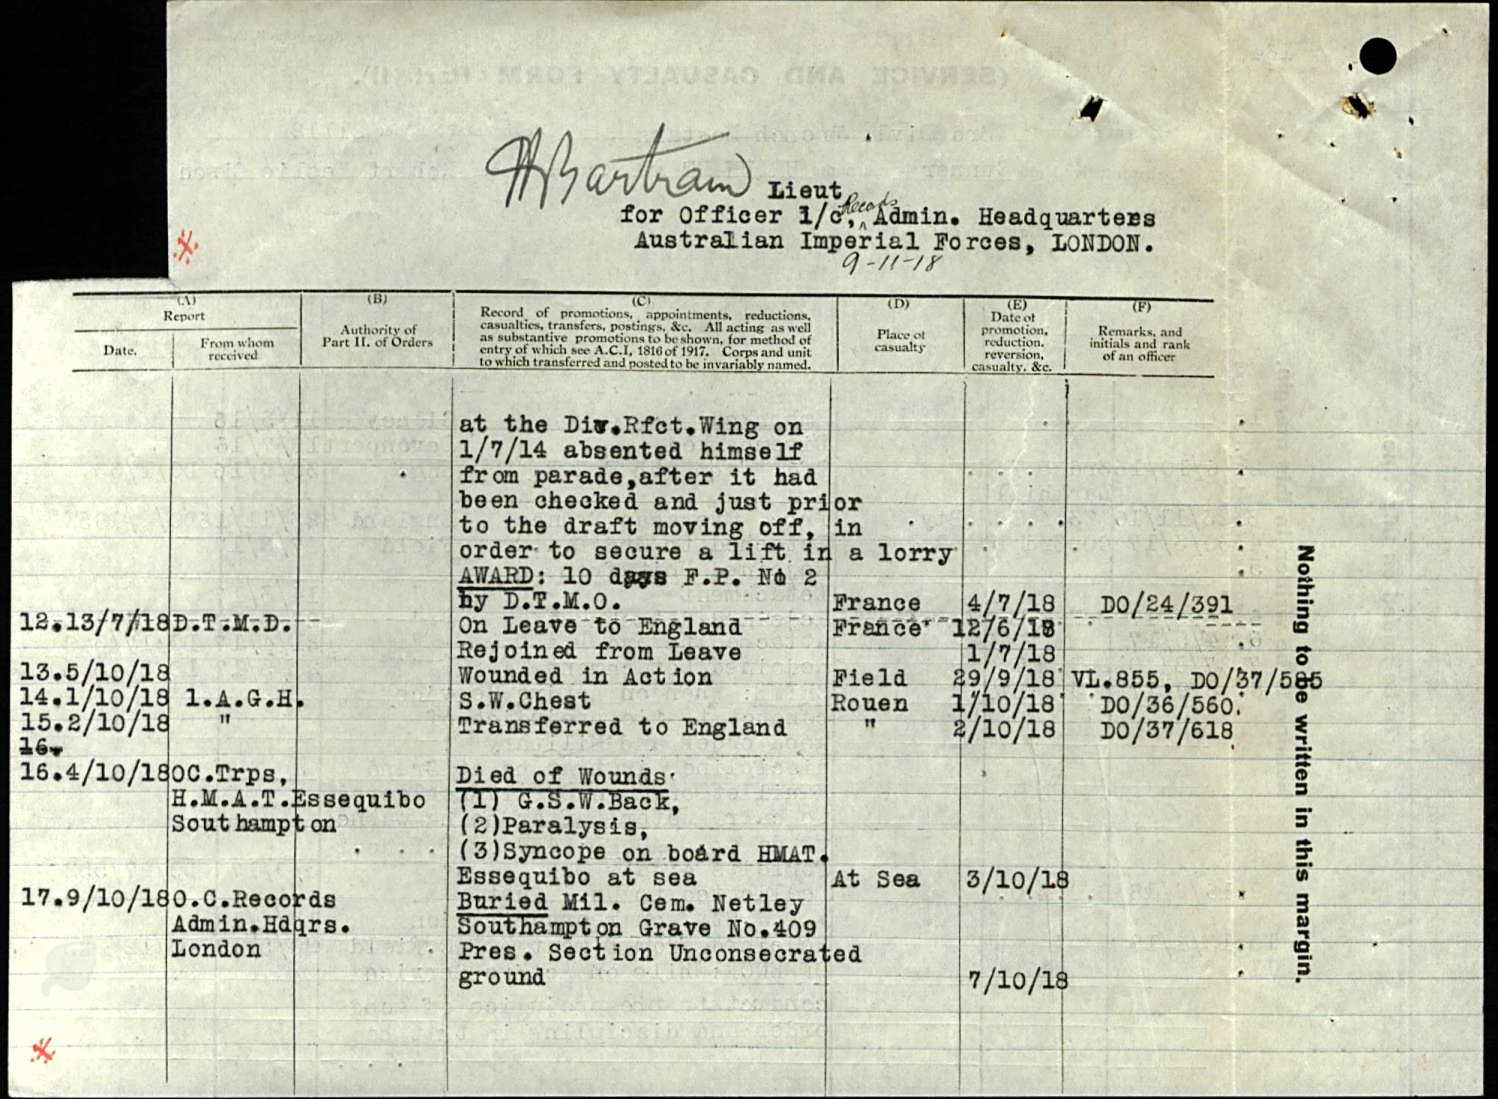 HBartram Lieut
for Officer 1/c, Records Admin. Headquarters
Australian Imperial Forces, LONDON.
9-11-18
(A) (B) (C) (D) (E) (F)
Report
Date.
From whom
received
Authority of
Part II. of Orders
Record of promotions, appointments, reductions,
casualties, transfers, postings, &c. All acting as well
as substantive promotions to be shown, for method of
entry of which see A.C.I, 1816 of 1917. Corps and unit
to which transferred and posted to be invariably named.
Place of
casualty
Date of
promotion,
reduction.
reversion,
casualty. &c.
Remarks, and
initials and rank
of an officer
at the Div.Rfct.Wing on
1/7/14 absented himself
from parade,after it had
been checked and just prior
to the draft moving off, in
order to secure a lift in a lorry
AWARD: 10 days F.P. No 2
by D.T.M.O. France 4/7/18 DO/24/391
12.13/7/18 D.T.M.D. On Leave to England France 12/6/18
Rejoined from Leave 1/7/18
13.5/10/18 Wounded in Action Field 29/9/18 VL.855, DO/37/585
14.1/10/18 1.A.G.H. S.W.Chest Rouen 1/10/18 DO/36/560.
15.2/10/18 " Transferred to England " 2/10/18 DO/37/618
16.
16.4/10/18 OC.Trps, Died of Wounds
H.M.A.T.Essequibo (1) G.S.W.Back,
Southampton (2)Paralysis,
(3)Syncope on board HMAT.
Essequibo at sea At Sea 3/10/18
17.9/10/18 O.C.Records Buried Mil. Cem. Netley
Admin.Hdqrs. Southampton Grave No.409
London Pres. Section Unconsecrated
ground 7/10/18
Nothing to be written in this margin.